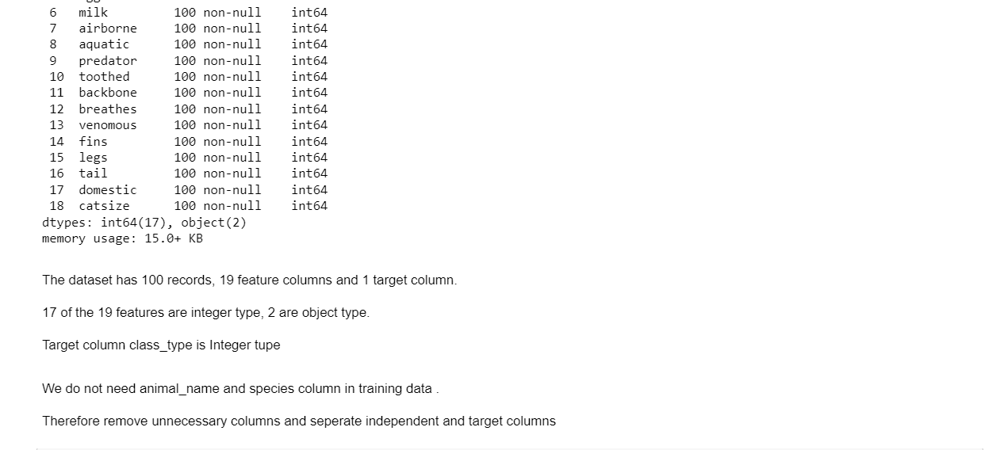 6 milk 100 non-null int64
7 airborne 100 non-null int64
8 aquatic 100 non-null int64
9 predator 100 non-null int64
10 toothed 100 non-null int64
11 backbone 100 non-null int64
12 breathes 100 non-null int64
13 venomous 100 non-null int64
14 fins 100 non-null int64
15 legs 100 non-null int64
16 tail 100 non-null int64
17 domestic 100 non-null int64
18 catsize 100 non-null int64
dtypes: int64(17), object(2)
memory usage: 15.0+ KB
The dataset has 100 records, 19 feature columns and 1 target column.
17 of the 19 features are integer type, 2 are object type.
Target column class_type is Integer tupe
We do not need animal_name and species column in training data .
Therefore remove unnecessary columns and seperate independent and target columns